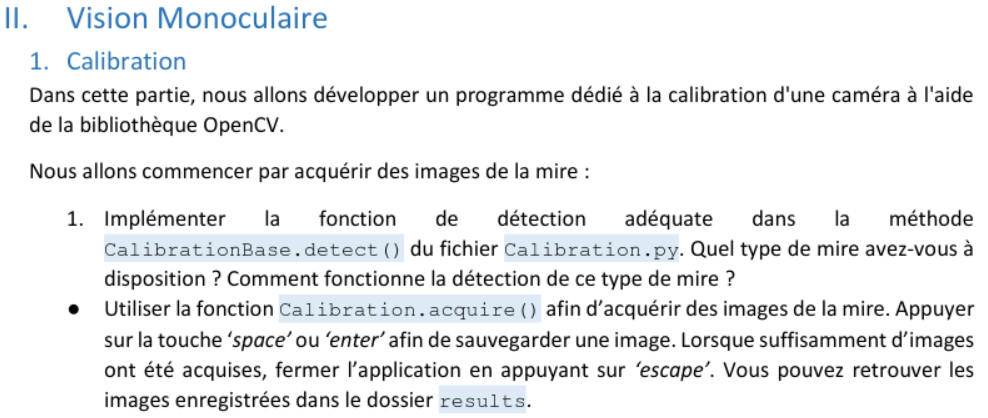 II. Vision Monoculaire
1. Calibration
Dans cette partie, nous allons développer un programme dédié à la calibration d'une caméra à l'aide
de la bibliothèque OpenCV.
Nous allons commencer par acquérir des images de la mire :
1. Implémenter la fonction de détection adéquate dans la méthode
CalibrationBase.detect() du fichier Calibration.py. Quel type de mire avez-vous à
disposition ? Comment fonctionne la détection de ce type de mire ?
● Utiliser la fonction Calibration.acquire() afin d’acquérir des images de la mire. Appuyer
sur la touche ‘space’ ou ‘enter’ afin de sauvegarder une image. Lorsque suffisamment d’images
ont été acquises, fermer l’application en appuyant sur ‘escape’. Vous pouvez retrouver les
images enregistrées dans le dossier results.